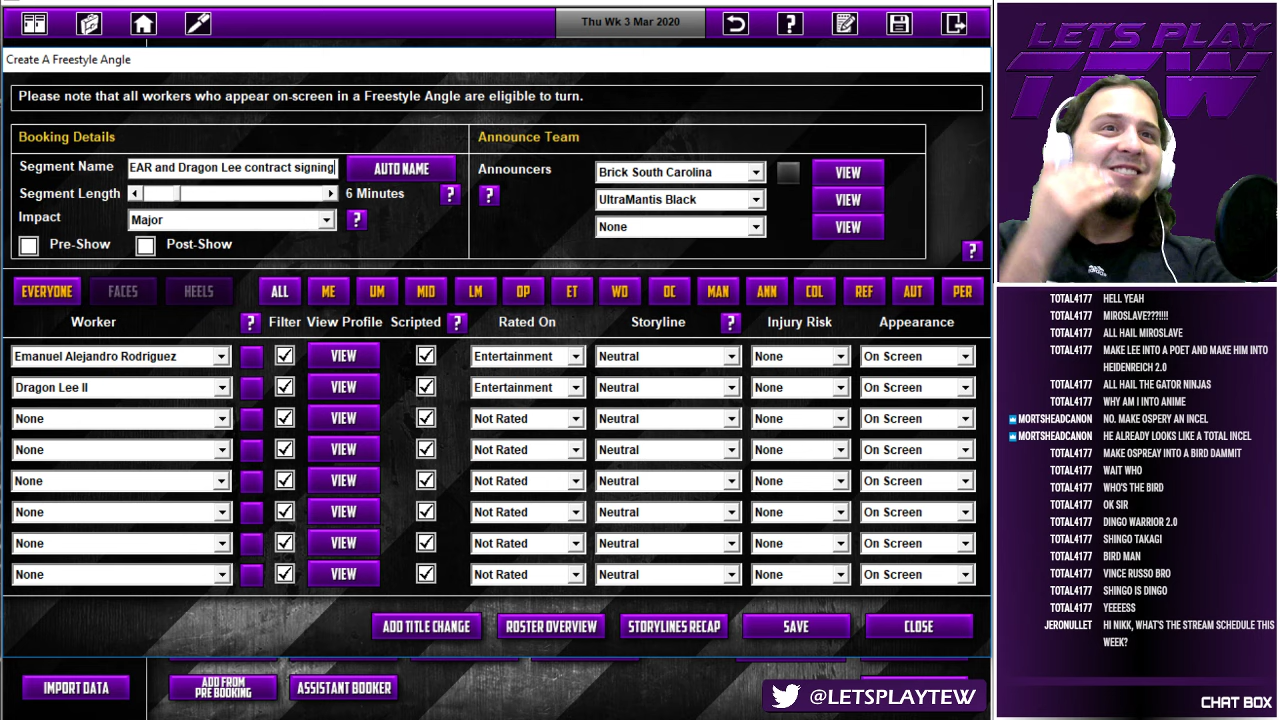 Thu Wk 3 Mar 2020
LETS PLAY
TEW
Create A Freestyle Angle
Please note that all workers who appear on-screen in a Freestyle Angle are eligible to turn.
Booking Details
Announce Team
Segment Name EAR and Dragon Lee contract signing AUTO NAME
Announcers Brick South Carolina VIEW
Segment Length 6 Minutes ?
? UltraMantis Black VIEW
Impact Major ?
None VIEW
Pre-Show Post-Show ?
EVERYONE FACES HEELS ALL ME UM MID LM OP ET WO OC MAN ANN COL REF AUT PER
Worker ? Filter View Profile Scripted ? Rated On Storyline ? Injury Risk Appearance
Emanuel Alejandro Rodriguez VIEW Entertainment Neutral None On Screen
Dragon Lee II VIEW Entertainment Neutral None On Screen
None VIEW Not Rated Neutral None On Screen
None VIEW Not Rated Neutral None On Screen
None VIEW Not Rated Neutral None On Screen
None VIEW Not Rated Neutral None On Screen
None VIEW Not Rated Neutral None On Screen
None VIEW Not Rated Neutral None On Screen
ADD TITLE CHANGE ROSTER OVERVIEW STORYLINES RECAP SAVE CLOSE
IMPORT DATA ADD FROM PRE BOOKING ASSISTANT BOOKER
@LETSPLAYTEW
TOTAL4177 HELL YEAH
TOTAL4177 MIROSLAVE???!!!!
TOTAL4177 ALL HAIL MIROSLAVE
TOTAL4177 MAKE LEE INTO A POET AND MAKE HIM INTO
HEIDENREICH 2.0
TOTAL4177 ALL HAIL THE GATOR NINJAS
TOTAL4177 WHY AM I INTO ANIME
MORTSHEADCANON NO. MAKE OSPERY AN INCEL
MORTSHEADCANON HE ALREADY LOOKS LIKE A TOTAL INCEL
TOTAL4177 MAKE OSPREAY INTO A BIRD DAMMIT
TOTAL4177 WAIT WHO
TOTAL4177 WHO'S THE BIRD
TOTAL4177 OK SIR
TOTAL4177 DINGO WARRIOR 2.0
TOTAL4177 SHINGO TAKAGI
TOTAL4177 BIRD MAN
TOTAL4177 VINCE RUSSO BRO
TOTAL4177 SHINGO IS DINGO
TOTAL4177 YEEEESS
JERONULLET HI NIKK, WHAT'S THE STREAM SCHEDULE THIS
WEEK?
CHAT BOX